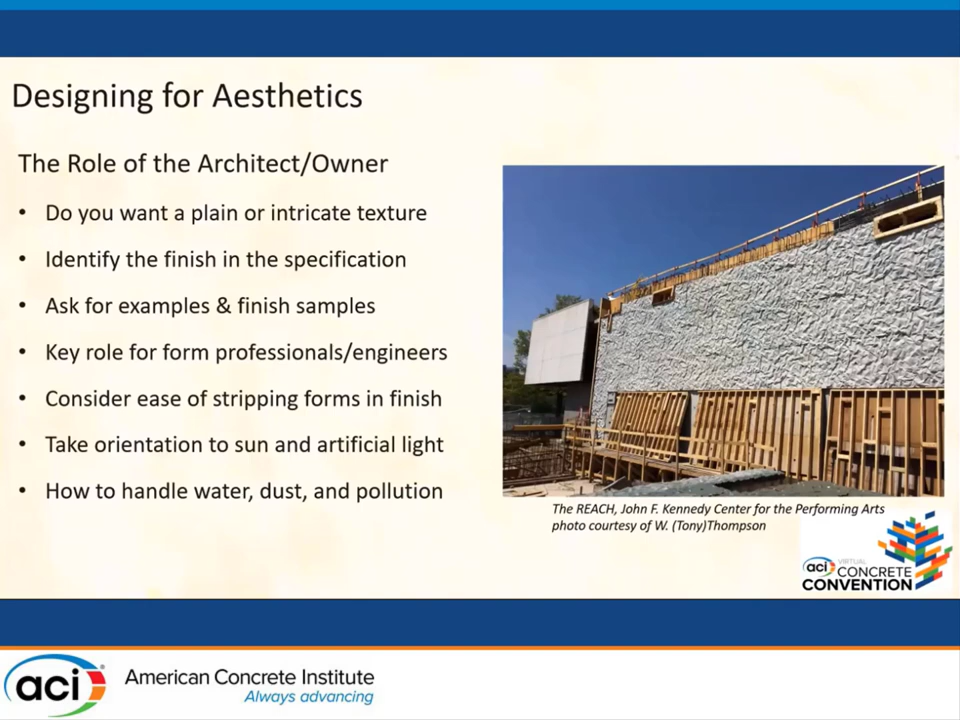 Designing for Aesthetics
The Role of the Architect/Owner
• Do you want a plain or intricate texture
• Identify the finish in the specification
• Ask for examples & finish samples
• Key role for form professionals/engineers
• Consider ease of stripping forms in finish
• Take orientation to sun and artificial light
• How to handle water, dust, and pollution
The REACH, John F. Kennedy Center for the Performing Arts
photo courtesy of W. (Tony)Thompson
aci VIRTUAL
CONCRETE
CONVENTION
aci®
American Concrete Institute
Always advancing